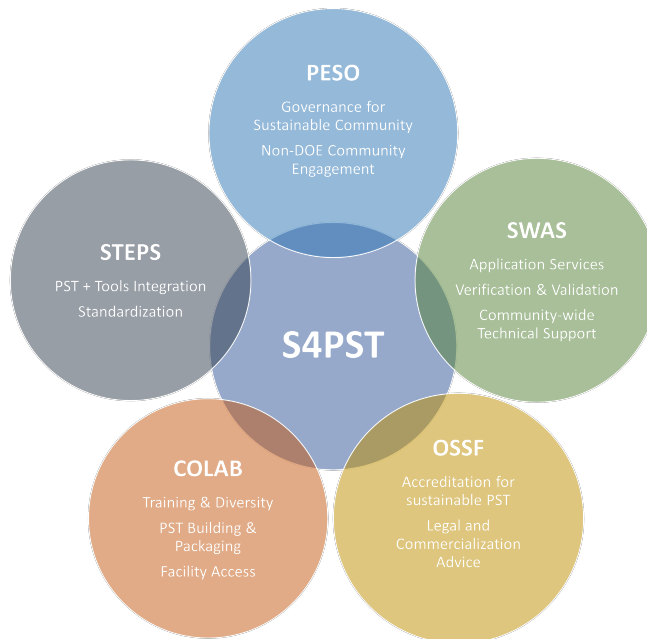 PESO
Governance for
Sustainable Community
Non-DOE Community
Engagement
SWAS
Application Services
Verification & Validation
Community-wide
Technical Support
STEPS
PST + Tools Integration
Standardization
S4PST
OSSF
Accreditation for
sustainable PST
Legal and
Commercialization
Advice
COLAB
Training & Diversity
PST Building &
Packaging
Facility Access